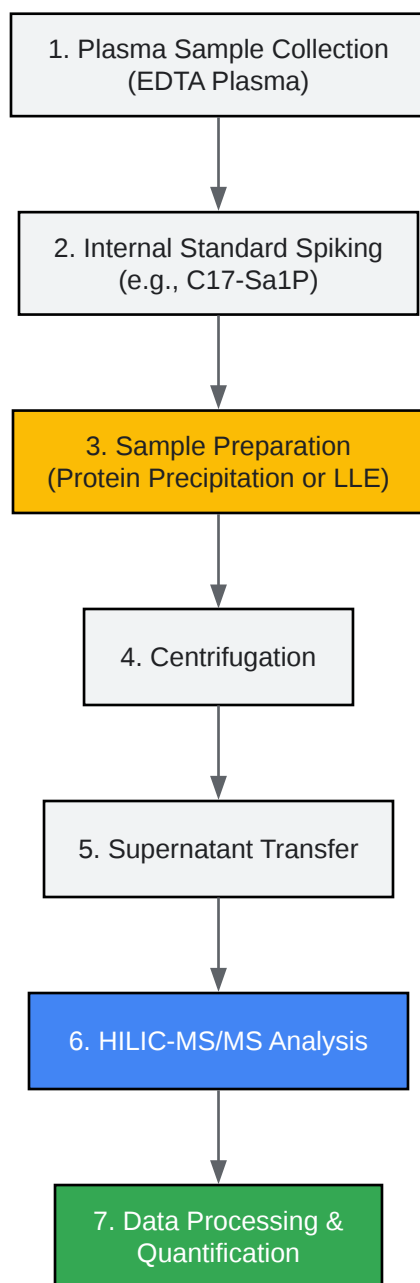 1. Plasma Sample Collection
(EDTA Plasma)
2. Internal Standard Spiking
(e.g., C17-Sa1P)
3. Sample Preparation
(Protein Precipitation or LLE)
4. Centrifugation
5. Supernatant Transfer
6. HILIC-MS/MS Analysis
7. Data Processing &
Quantification